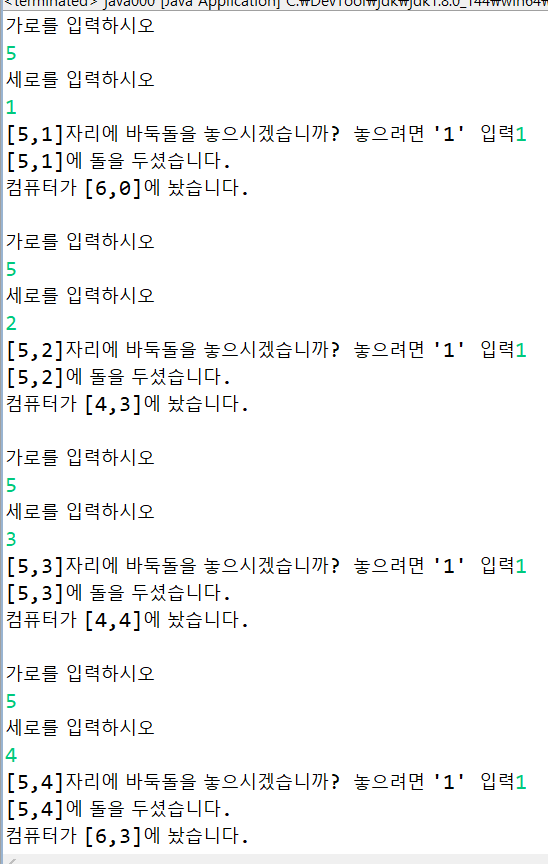 <terminated> java000 [Java Application] C:₩DevTool₩jdk₩jdk1.8.0_144₩win64₩
가로를 입력하시오
5
세로를 입력하시오
1
[5,1]자리에 바둑돌을 놓으시겠습니까? 놓으려면 '1' 입력1
[5,1]에 돌을 두셨습니다.
컴퓨터가 [6,0]에 놨습니다.
가로를 입력하시오
5
세로를 입력하시오
2
[5,2]자리에 바둑돌을 놓으시겠습니까? 놓으려면 '1' 입력1
[5,2]에 돌을 두셨습니다.
컴퓨터가 [4,3]에 놨습니다.
가로를 입력하시오
5
세로를 입력하시오
3
[5,3]자리에 바둑돌을 놓으시겠습니까? 놓으려면 '1' 입력1
[5,3]에 돌을 두셨습니다.
컴퓨터가 [4,4]에 놨습니다.
가로를 입력하시오
5
세로를 입력하시오
4
[5,4]자리에 바둑돌을 놓으시겠습니까? 놓으려면 '1' 입력1
[5,4]에 돌을 두셨습니다.
컴퓨터가 [6,3]에 놨습니다.